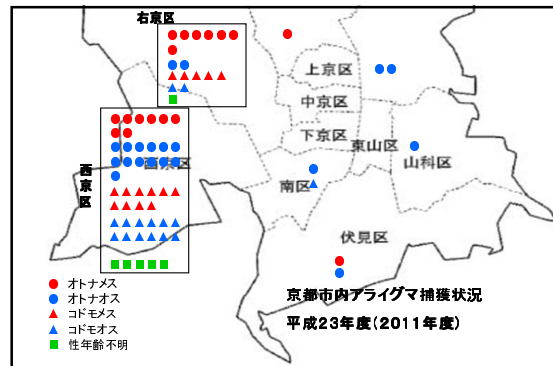 右京区
上京区
中京区
下京区
東山区
山科区
西京区
西京区
南区
伏見区
オトナメス
オトナオス
コドモメス
コドモオス
性年齢不明
京都市内アライグマ捕獲状況
平成23年度(2011年度)